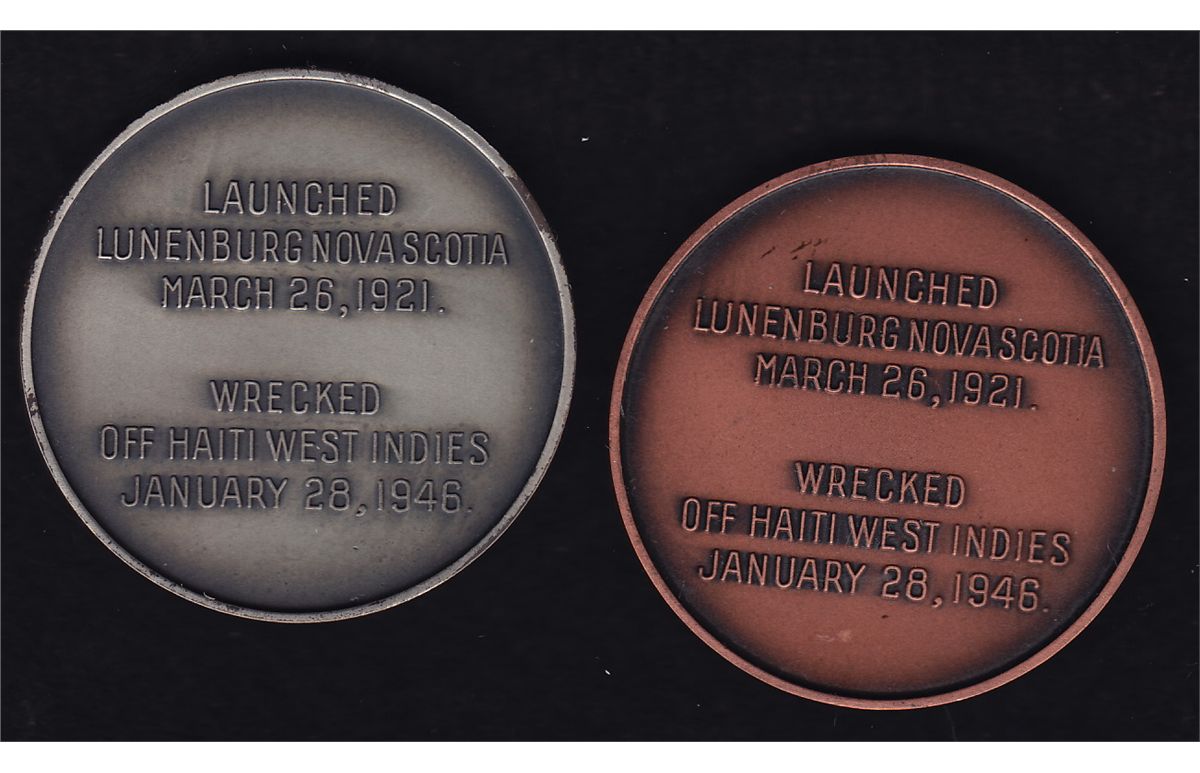 LAUNCHED
LUNENBURG NOVA SCOTIA
MARCH 26, 1921.
WRECKED
OFF HAITI WEST INDIES
JANUARY 28, 1946.
LAUNCHED
LUNENBURG NOVA SCOTIA
MARCH 26, 1921.
WRECKED
OFF HAITI WEST INDIES
JANUARY 28, 1946.